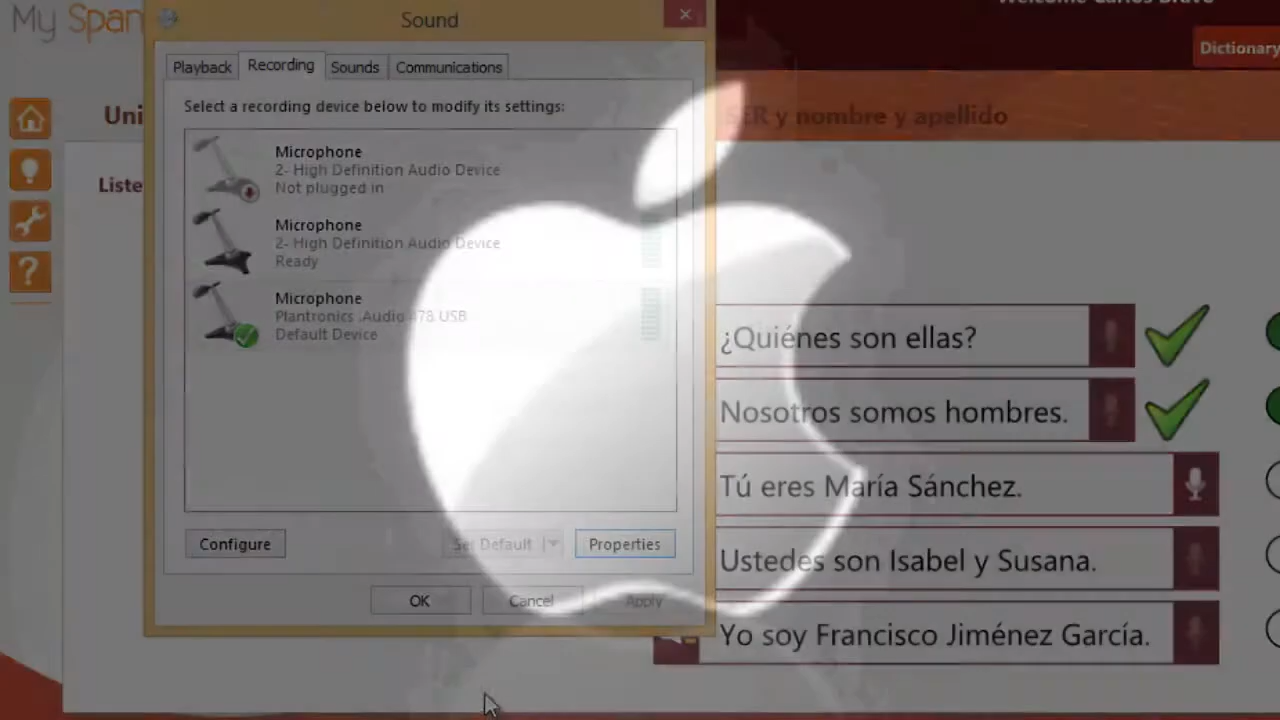 My Span
Sound
Dictionary
Playback
Recording
Sounds
Communications
Uni
SER y nombre y apellido
Select a recording device below to modify its settings:
Microphone
2- High Definition Audio Device
Not plugged in
Liste
Microphone
2- High Definition Audio Device
Ready
Microphone
Plantronics .Audio 478 USB
Default Device
¿Quiénes son ellas?
Nosotros somos hombres.
Tú eres María Sánchez.
Ustedes son Isabel y Susana.
Yo soy Francisco Jiménez García.
Configure
Set Default
Properties
OK
Cancel
Apply